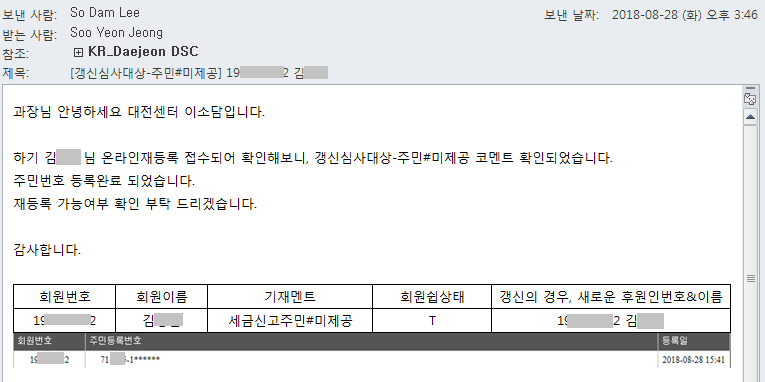 보낸 사람: So Dam Lee 보낸 날짜: 2018-08-28 (화) 오후 3:46
받는 사람: Soo Yeon Jeong
참조: KR_Daejeon DSC
제목: [갱신심사대상-주민#미제공] 19 2 김
과장님 안녕하세요 대전센터 이소담입니다.
하기 김 님 온라인재등록 접수되어 확인해보니, 갱신심사대상-주민#미제공 코멘트 확인되었습니다.
주민번호 등록완료 되었습니다.
재등록 가능여부 확인 부탁 드리겠습니다.
감사합니다.
회원번호 회원이름 기재멘트 회원쉽상태 갱신의 경우, 새로운 후원인번호&이름
19 2 김 세금신고주민#미제공 T 19 2 김
회원번호 주민등록번호 등록일
19 2 71 -1****** 2018-08-28 15:41